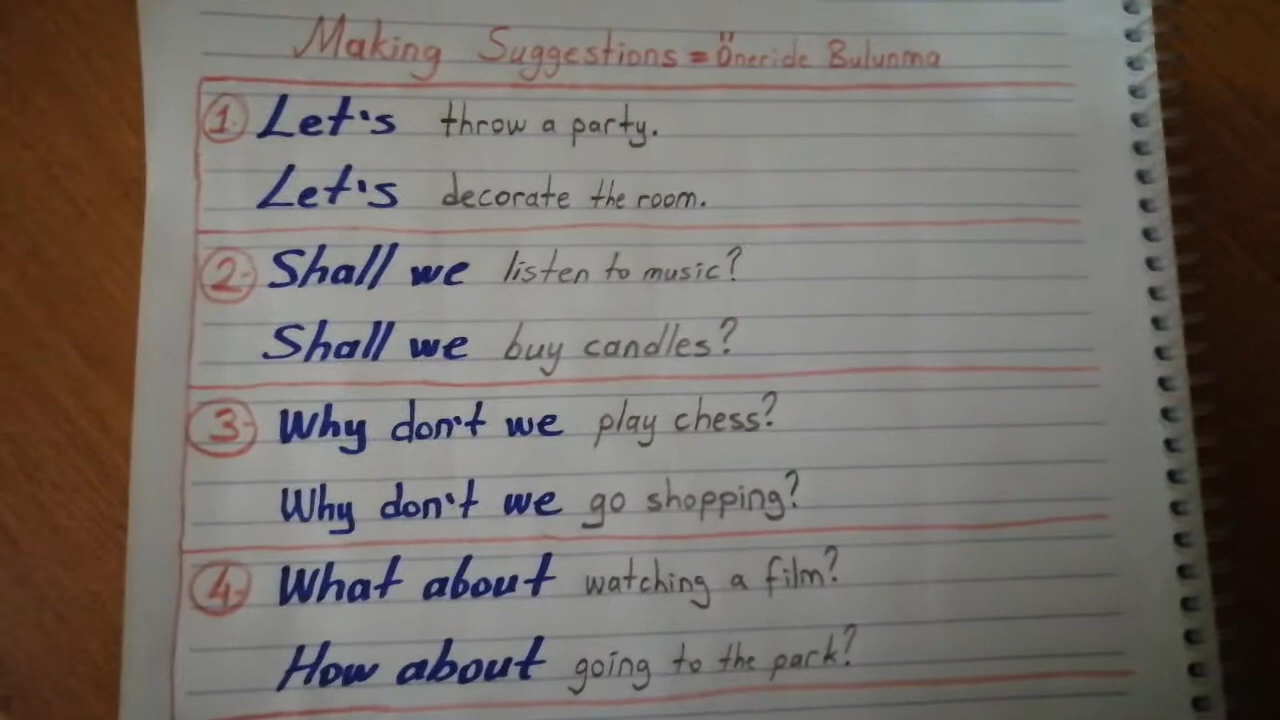 Making Suggestions = Öneride Bulunma
1. Let's throw a party.
Let's decorate the room.
2- Shall we listen to music?
Shall we buy candles?
3- Why don't we play chess?
Why don't we go shopping?
4- What about watching a film?
How about going to the park?